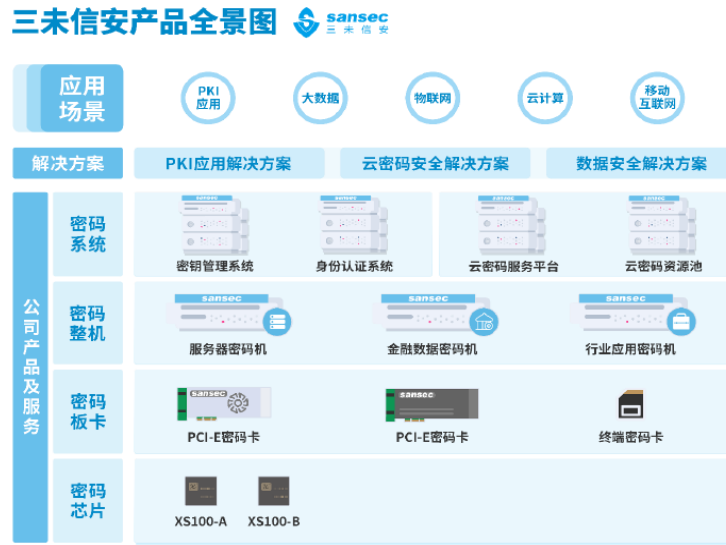 三未信安产品全景图
sansec
三未信安
应用
场景
PKI
应用
大数据
物联网
云计算
移动
互联网
解决方案
PKI应用解决方案
云密码安全解决方案
数据安全解决方案
公司产品及服务
密码
系统
sansec
sansec
sansec
sansec
密钥管理系统
身份认证系统
云密码服务平台
云密码资源池
密码
整机
sansec
sansec
sansec
服务器密码机
金融数据密码机
行业应用密码机
密码
板卡
sansec
sansec
PCI-E密码卡
PCI-E密码卡
终端密码卡
密码
芯片
XS100-A
XS100-B